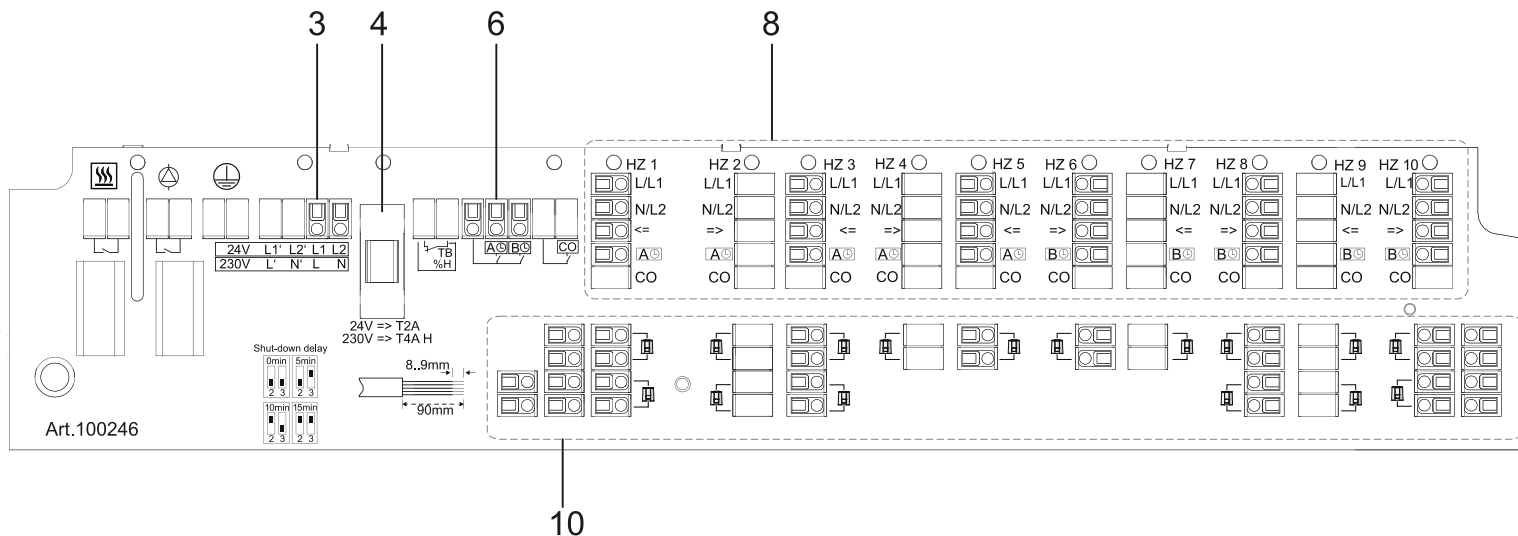 3 4 6 8
HZ 1 HZ 2 HZ 3 HZ 4 HZ 5 HZ 6 HZ 7 HZ 8 HZ 9 HZ 10
L/L1 L/L1 L/L1 L/L1 L/L1 L/L1 L/L1 L/L1 L/L1 L/L1
N/L2 N/L2 N/L2 N/L2 N/L2 N/L2 N/L2 N/L2 N/L2 N/L2
<= => <= => <= => <= => <= =>
A A A A A B B B B B
CO CO CO CO CO CO CO CO CO CO
24V L1' L2' L1 L2
230V L' N' L N
TB
%H
A B
CO
24V => T2A
230V => T4A H
Shut-down delay
0min 5min
2 3 2 3
10min 15min
2 3 2 3
8..9mm
90mm
Art.100246
10